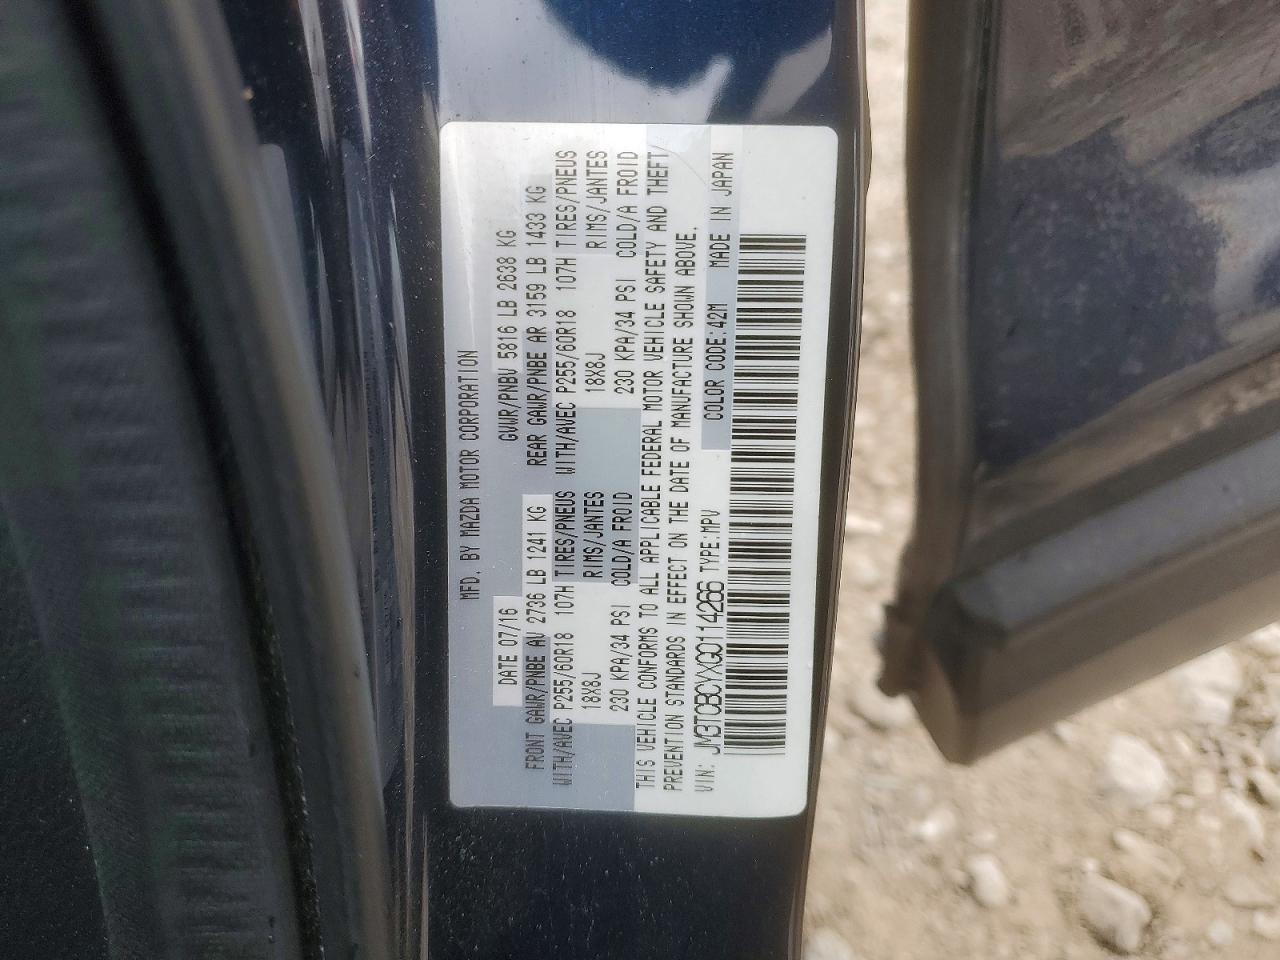 MFD. BY MAZDA MOTOR CORPORATION
DATE 07/16 GVWR/PNBV 5816 LB 2638 KG
FRONT GAWR/PNBE AV 2736 LB 1241 KG REAR GAWR/PNBE AR 3159 LB 1433 KG
WITH/AVEC P255/60R18 107H TIRES/PNEUS WITH/AVEC P255/60R18 107H TIRES/PNEUS
18X8J RIMS/JANTES 18X8J RIMS/JANTES
230 KPA/34 PSI COLD/A FROID 230 KPA/34 PSI COLD/A FROID
THIS VEHICLE CONFORMS TO ALL APPLICABLE FEDERAL MOTOR VEHICLE SAFETY AND THEFT
PREVENTION STANDARDS IN EFFECT ON THE DATE OF MANUFACTURE SHOWN ABOVE.
VIN: JM3TCBCYXG0114266 TYPE:MPV COLOR CODE:42M MADE IN JAPAN